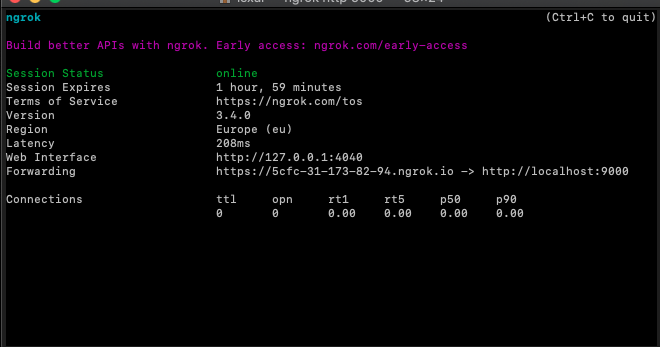 ngrok (Ctrl+C to quit)
Build better APIs with ngrok. Early access: ngrok.com/early-access
Session Status online
Session Expires 1 hour, 59 minutes
Terms of Service https://ngrok.com/tos
Version 3.4.0
Region Europe (eu)
Latency 208ms
Web Interface http://127.0.0.1:4040
Forwarding https://5cfc-31-173-82-94.ngrok.io -> http://localhost:9000
Connections ttl opn rt1 rt5 p50 p90
0 0 0.00 0.00 0.00 0.00